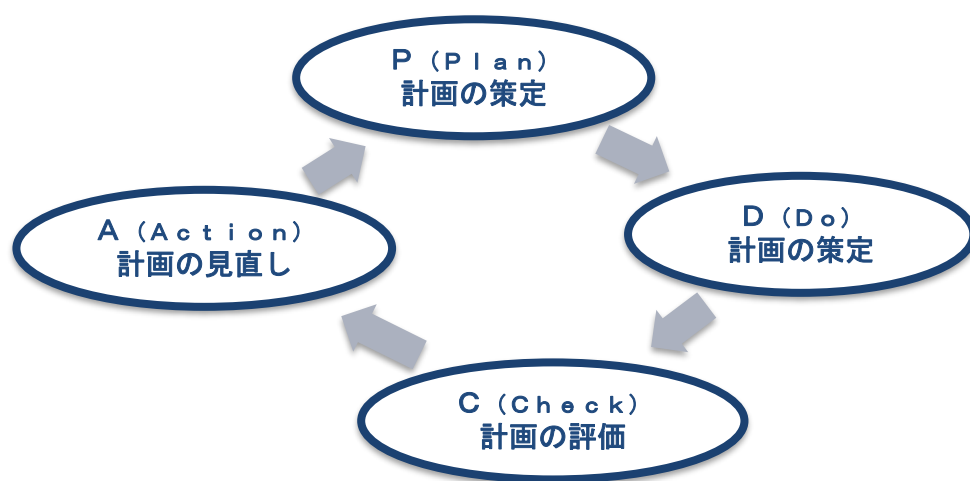 Ｐ（Ｐｌａｎ）
計画の策定
Ｄ（Ｄｏ）
計画の策定
Ｃ（Ｃｈｅｃｋ）
計画の評価
Ａ（Ａｃｔｉｏｎ）
計画の見直し